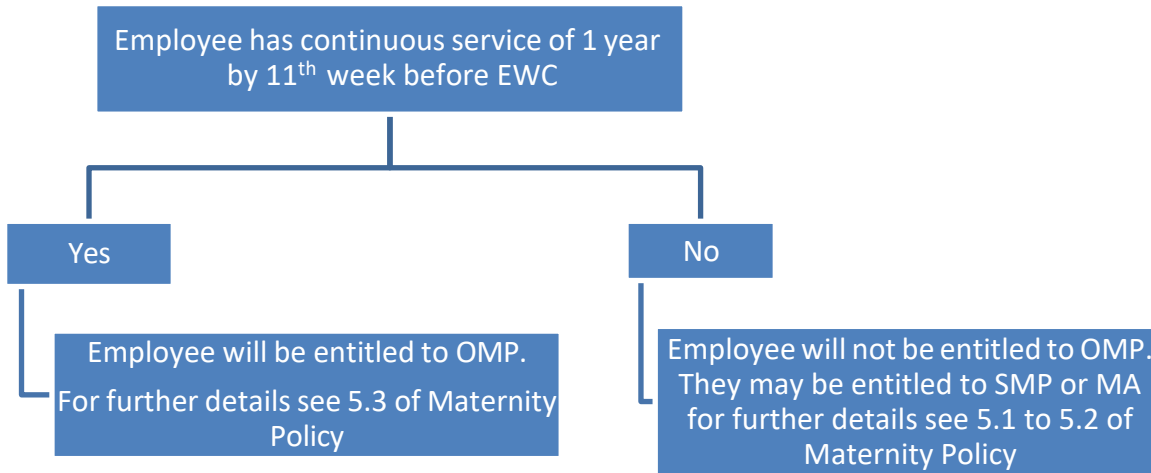 Employee has continuous service of 1 year
by 11th week before EWC
Yes
No
Employee will be entitled to OMP.
For further details see 5.3 of Maternity
Policy
Employee will not be entitled to OMP.
They may be entitled to SMP or MA
for further details see 5.1 to 5.2 of
Maternity Policy